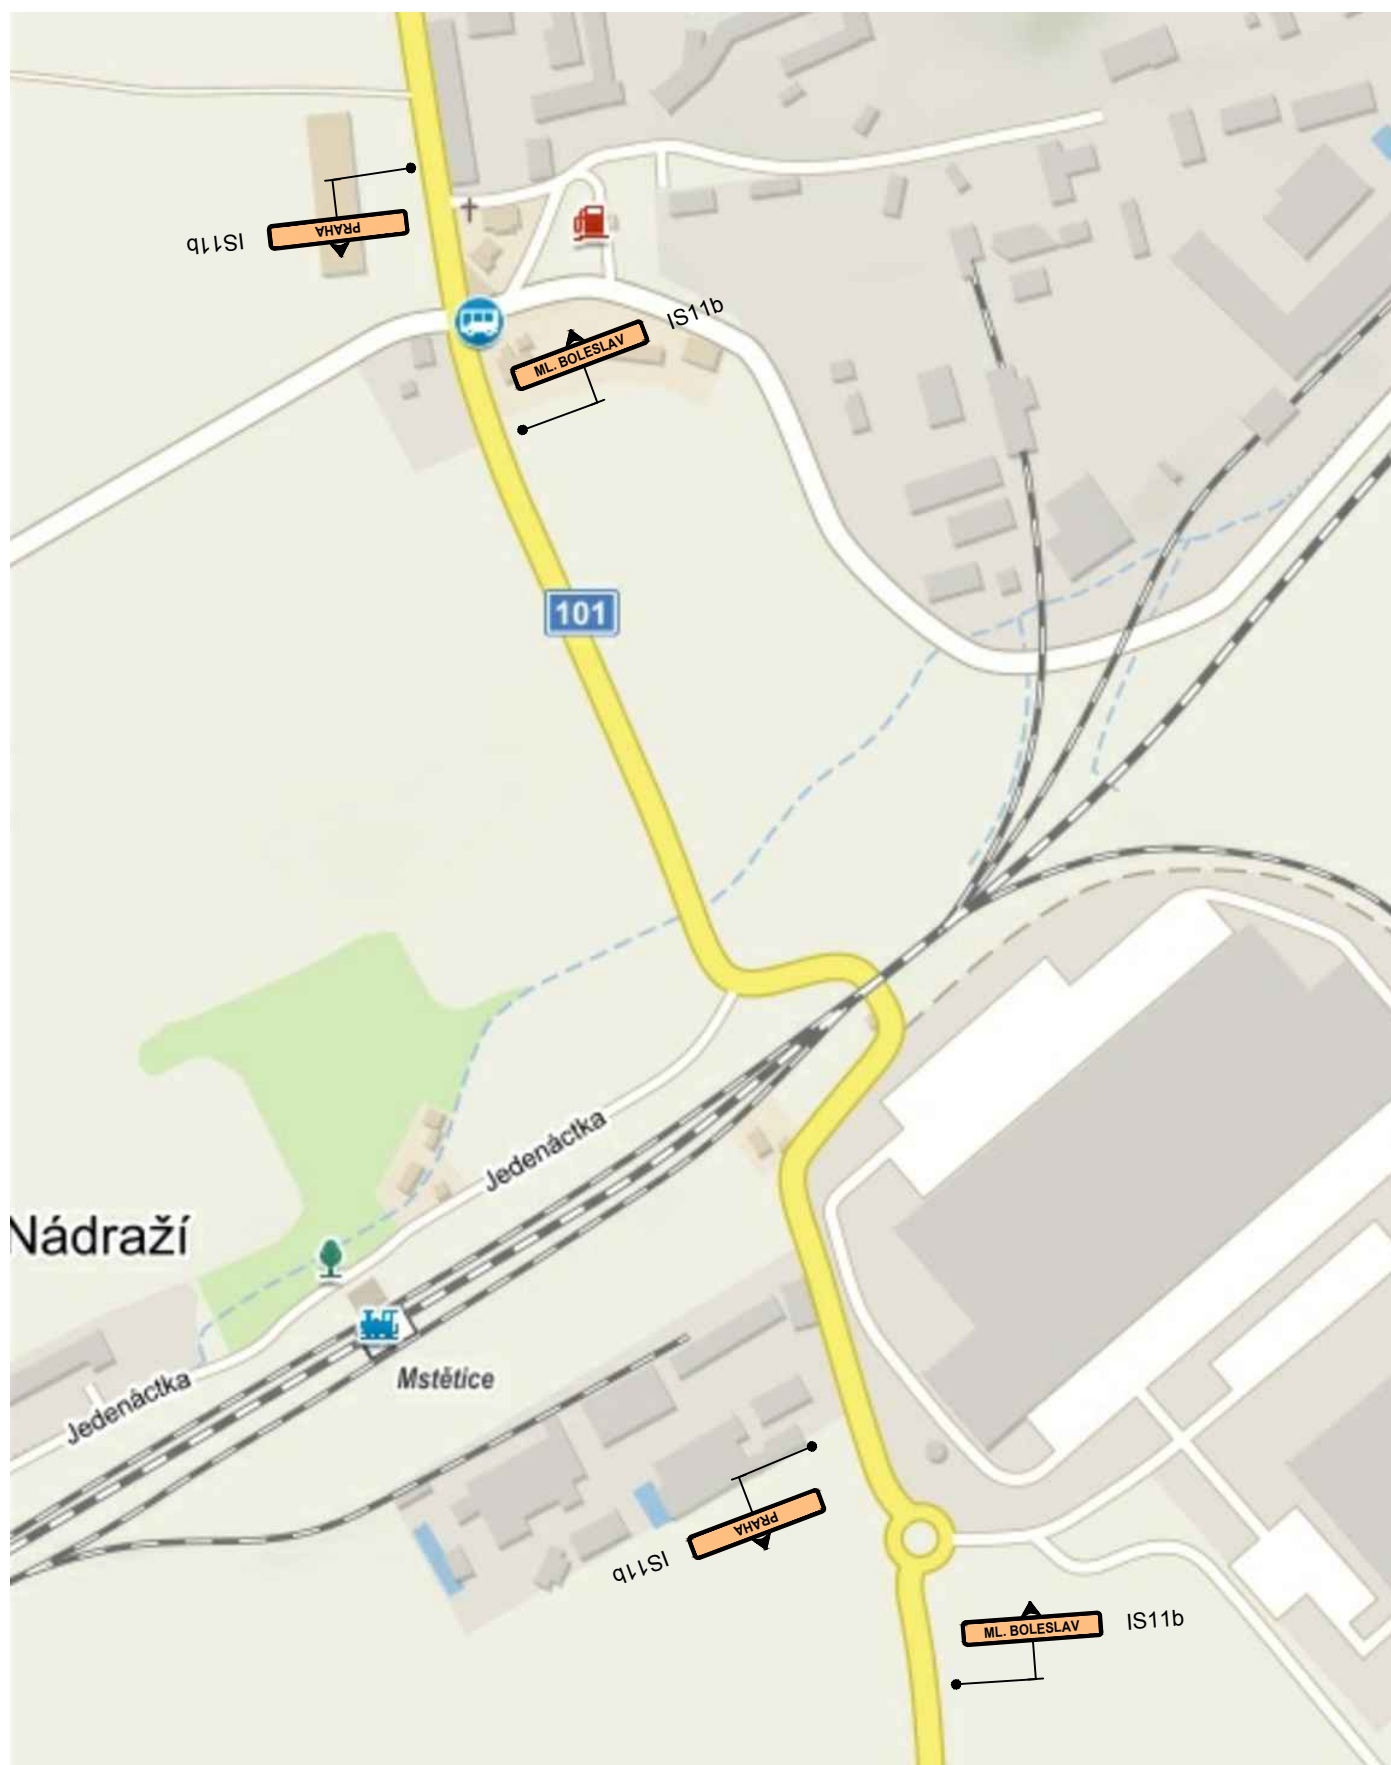 IS11b
PRAHA
IS11b
ML. BOLESLAV
101
Jedenáctka
Nádraží
Mstětice
Jedenáctka
PRAHA
IS11b
ML. BOLESLAV
IS11b